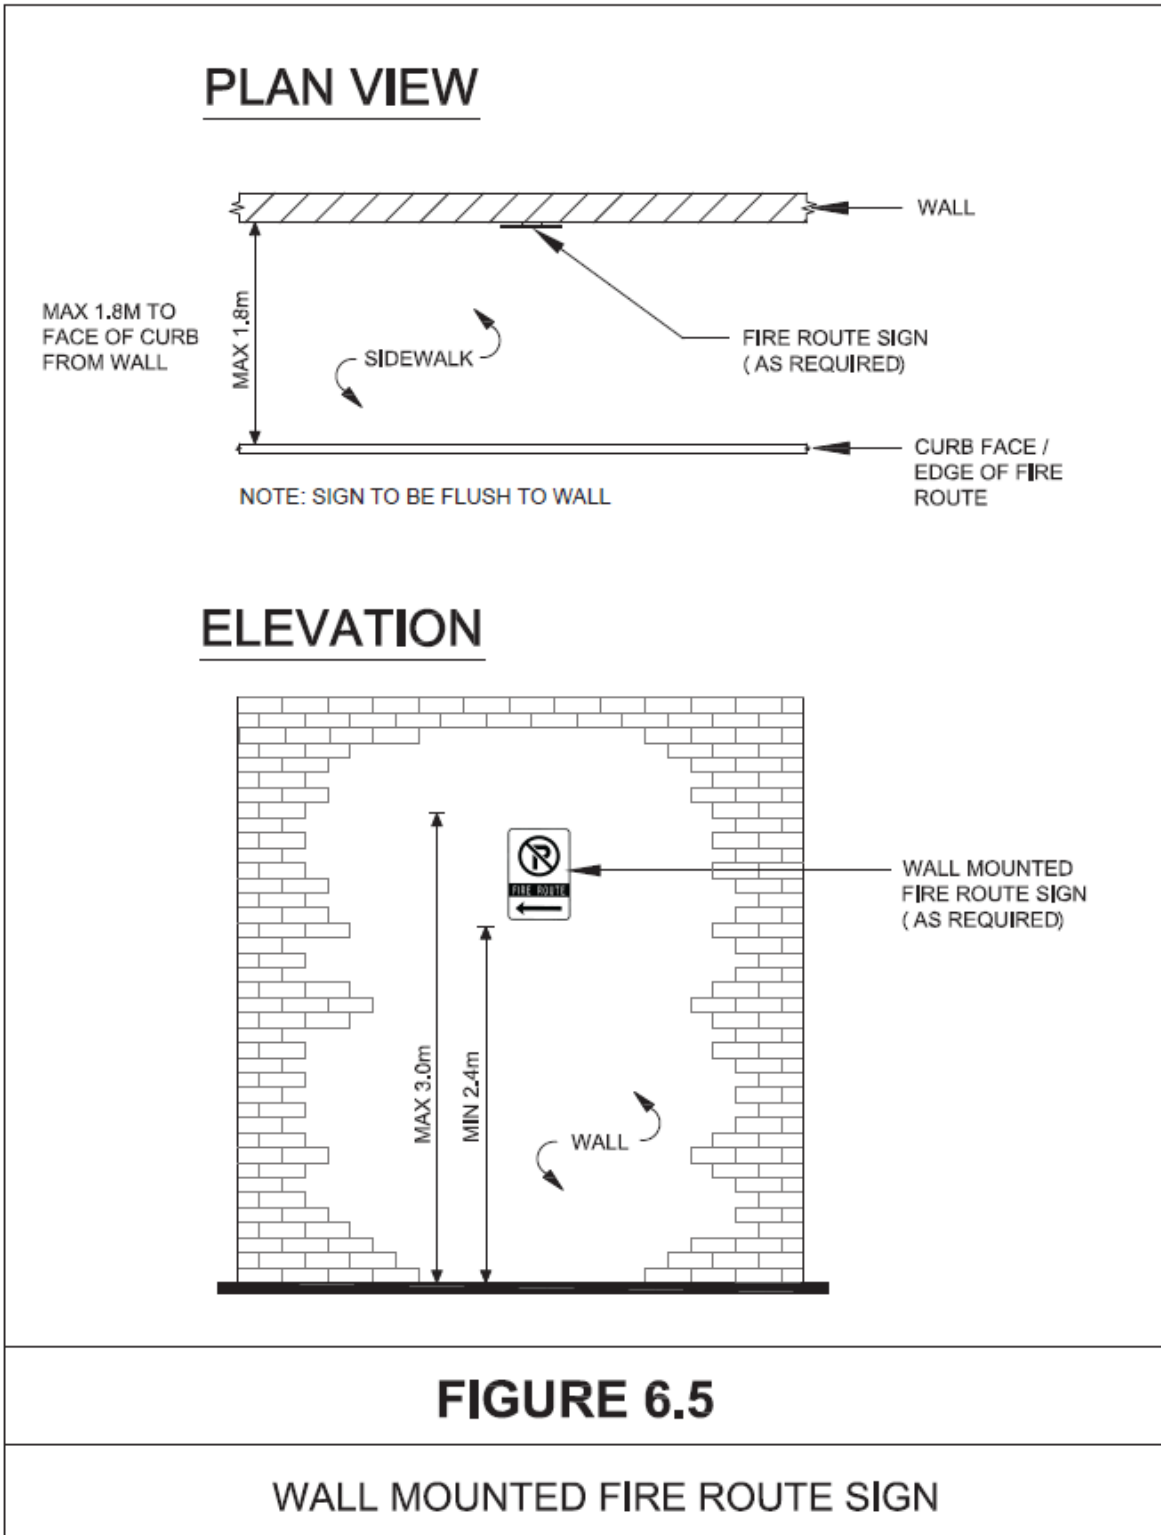 PLAN VIEW
WALL
MAX 1.8M TO
FACE OF CURB
FROM WALL
MAX 1.8m
SIDEWALK
FIRE ROUTE SIGN
( AS REQUIRED)
CURB FACE /
EDGE OF FIRE
ROUTE
NOTE: SIGN TO BE FLUSH TO WALL
ELEVATION
P
FIRE ROUTE
WALL MOUNTED
FIRE ROUTE SIGN
( AS REQUIRED)
MAX 3.0m
MIN 2.4m
WALL
FIGURE 6.5
WALL MOUNTED FIRE ROUTE SIGN